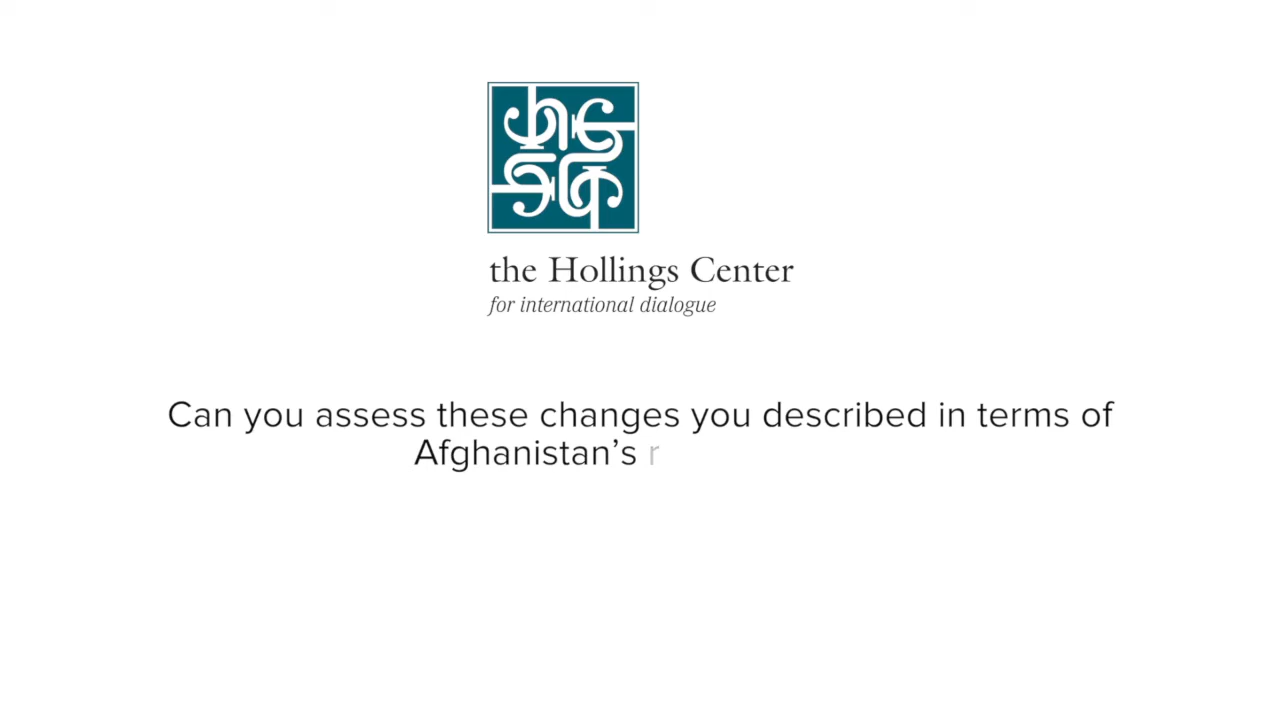 the Hollings Center
for international dialogue
Can you assess these changes you described in terms of
Afghanistan's r